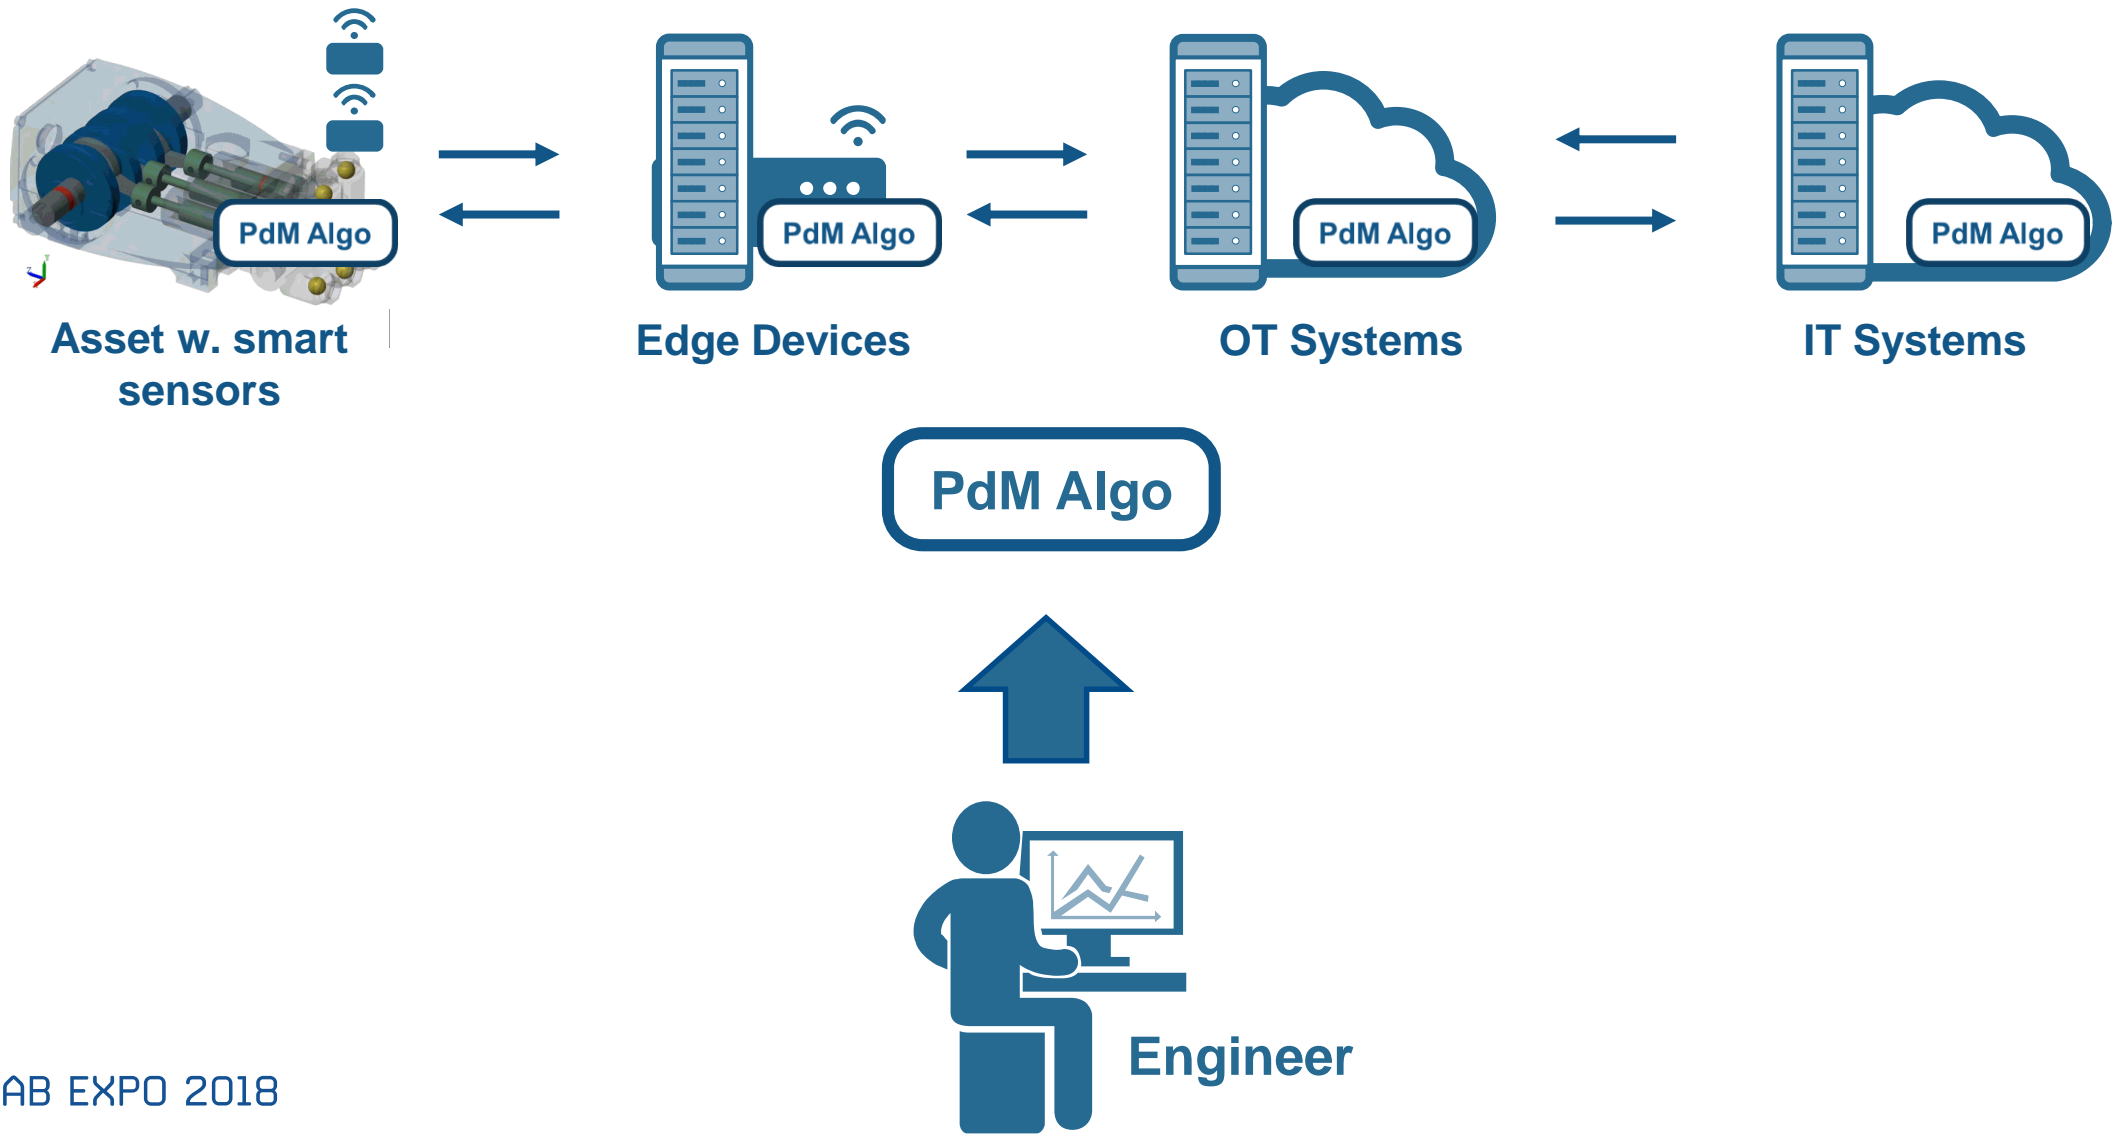 PdM Algo
PdM Algo
PdM Algo
PdM Algo
Asset w. smart
sensors
Edge Devices
OT Systems
IT Systems
PdM Algo
Engineer
AB EXPO 2018